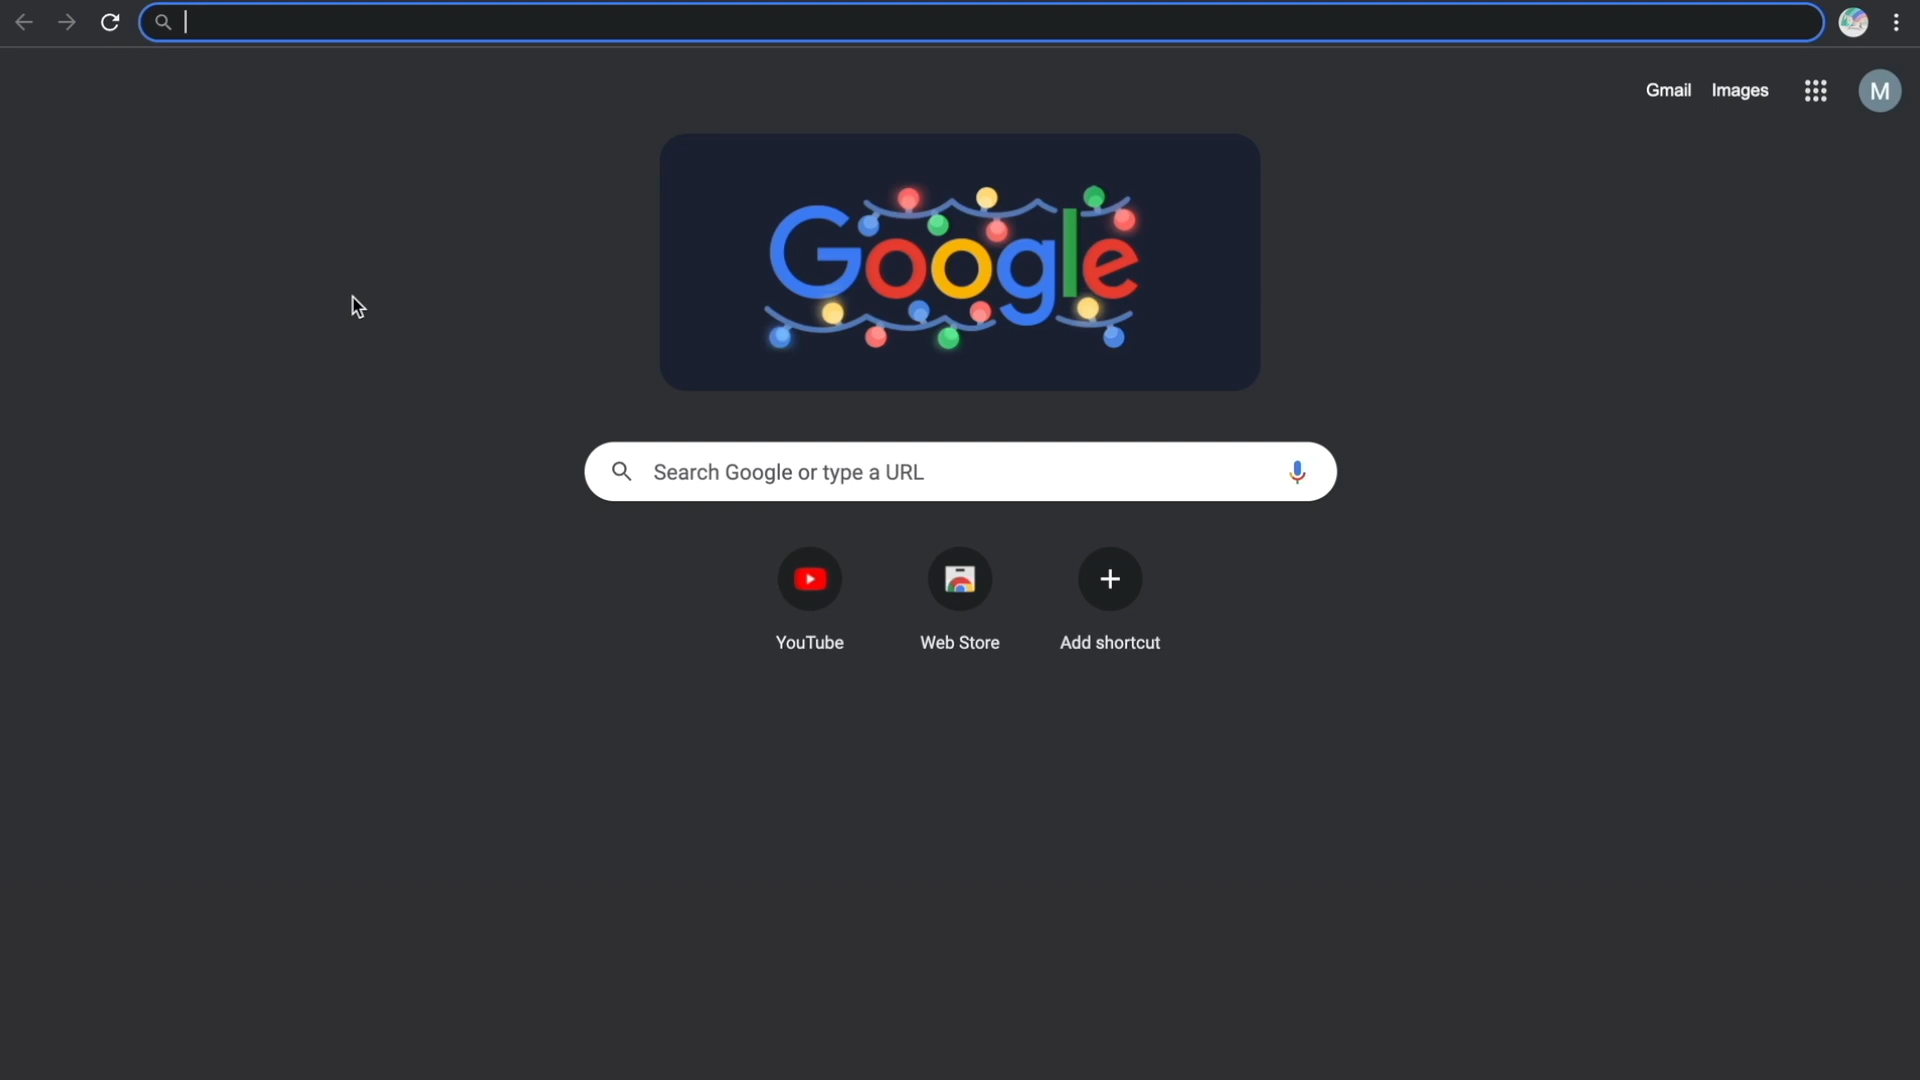 Gmail Images
M
Google
Search Google or type a URL
YouTube Web Store Add shortcut